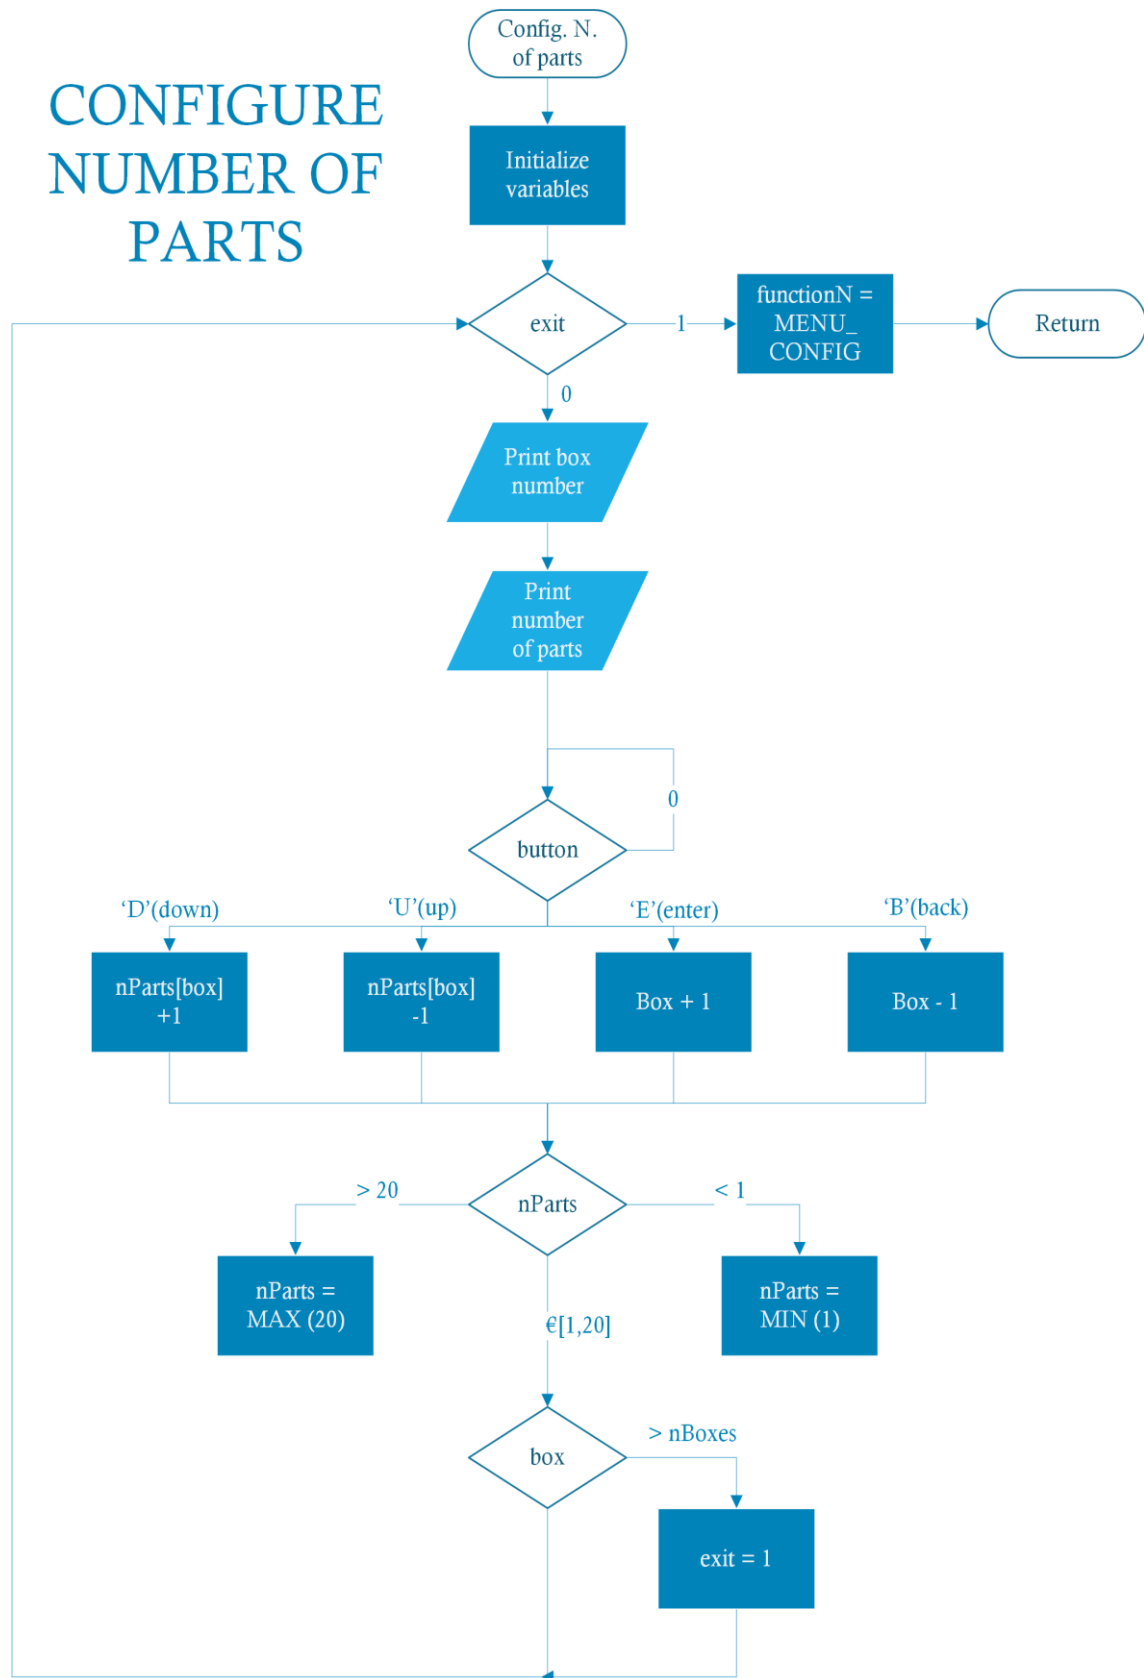 Config. N.
of parts
CONFIGURE
NUMBER OF
PARTS
Initialize
variables
exit
1
functionN =
MENU_
CONFIG
Return
0
Print box
number
Print
number
of parts
0
button
‘D’(down)
‘U’(up)
‘E’(enter)
‘B’(back)
nParts[box]
+1
nParts[box]
-1
Box + 1
Box - 1
> 20
nParts
< 1
nParts =
MAX (20)
nParts =
MIN (1)
€[1,20]
> nBoxes
box
exit = 1